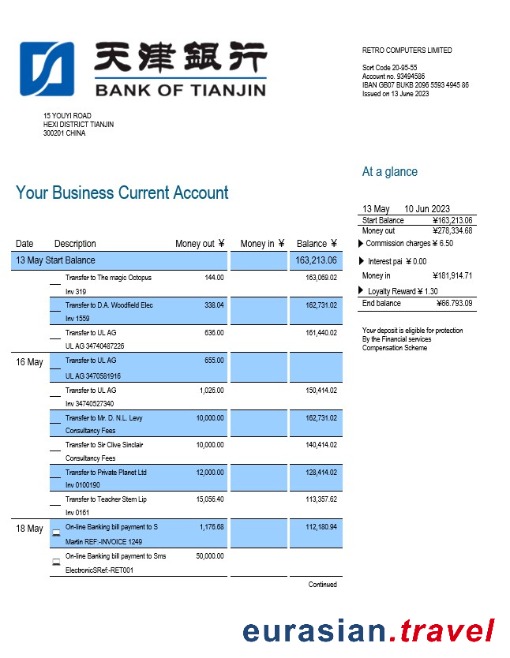 天津銀行
BANK OF TIANJIN
RETRO COMPUTERS LIMITED
Sort Code 20-95-55
Account no. 93494586
IBAN GB07 BUKB 2096 5593 4945 86
Issued on 13 June 2023
15 YOUYI ROAD
HEXI DISTRICT TIANJIN
300201 CHINA
At a glance
Your Business Current Account
13 May 10 Jun 2023
Start Balance ¥163,213.06
Money out ¥278,334.68
Commission charges ¥ 6.50
Interest pai ¥ 0.00
Money in ¥181,914.71
Loyalty Reward ¥ 1.30
End balance ¥66.793.09
Your deposit is eligible for protection
By the Financial services
Compensation Scheme
Date Description Money out ¥ Money in ¥ Balance ¥
13 May Start Balance 163,213.06
Transfer to The magic Octopus 144.00 163,069.02
Inv 319
Transfer to D.A. Woodfield Elec 338.04 162,731.02
Inv 1559
Transfer to UL AG 636.00 161,440.02
UL AG 34740487226
16 May Transfer to UL AG 655.00
UL AG 3470581916
Transfer to UL AG 1,026.00 150,414.02
Inv 34740527340
Transfer to Mr. D. N.L. Levy 10,000.00 162,731.02
Consultancy Fees
Transfer to Sir Clive Sinclair 10,000.00 140,414.02
Consultancy Fees
Transfer to Private Planet Ltd 12,000.00 128,414.02
Inv 0100190
Transfer to Teacher Stern Llp 15,056.40 113,357.62
Inv 0161
18 May On-line Banking bill payment to S 1,176.68 112,180.94
Martin REF:-INVOICE 1249
On-line Banking bill payment to Sms 50,000.00
ElectronicSRef:-RET001
Continued
eurasian.travel